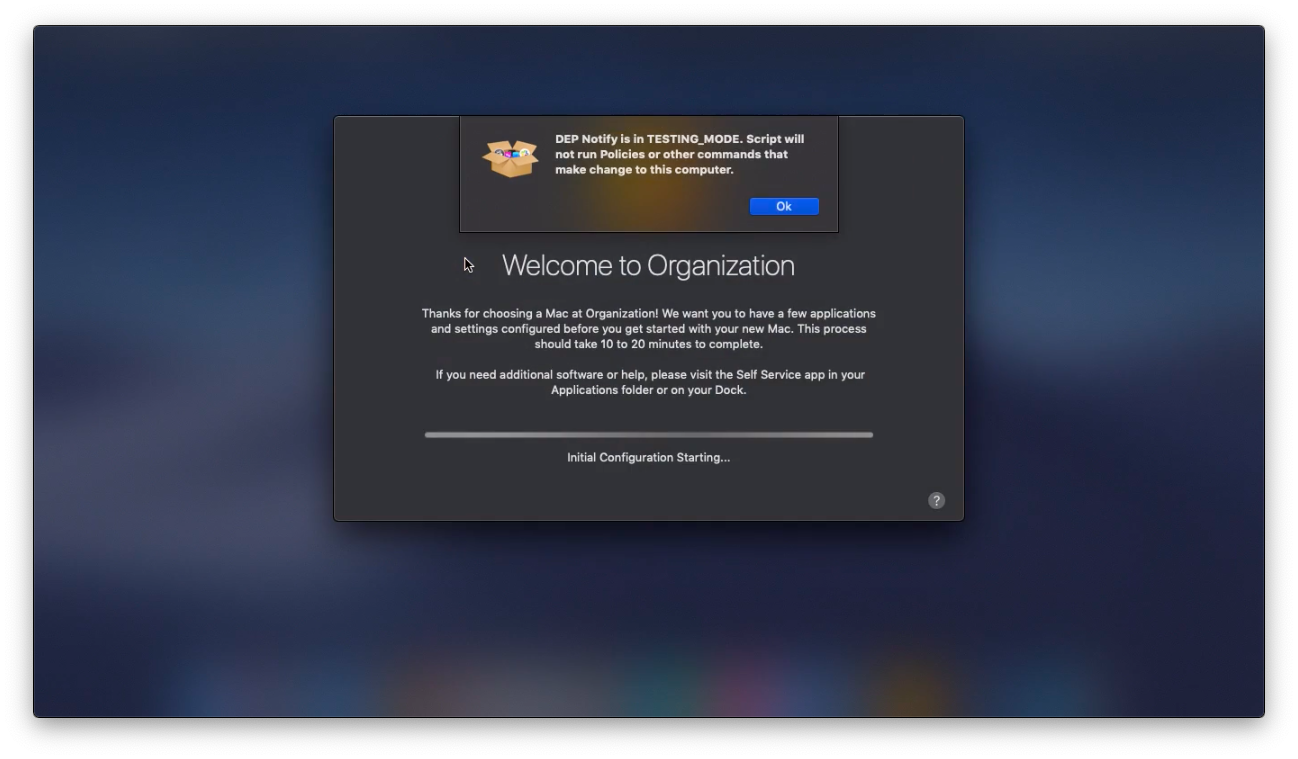 DEP Notify is in TESTING_MODE. Script will
not run Policies or other commands that
make change to this computer.
Ok
Welcome to Organization
Thanks for choosing a Mac at Organization! We want you to have a few applications
and settings configured before you get started with your new Mac. This process
should take 10 to 20 minutes to complete.
If you need additional software or help, please visit the Self Service app in your
Applications folder or on your Dock.
Initial Configuration Starting...
?